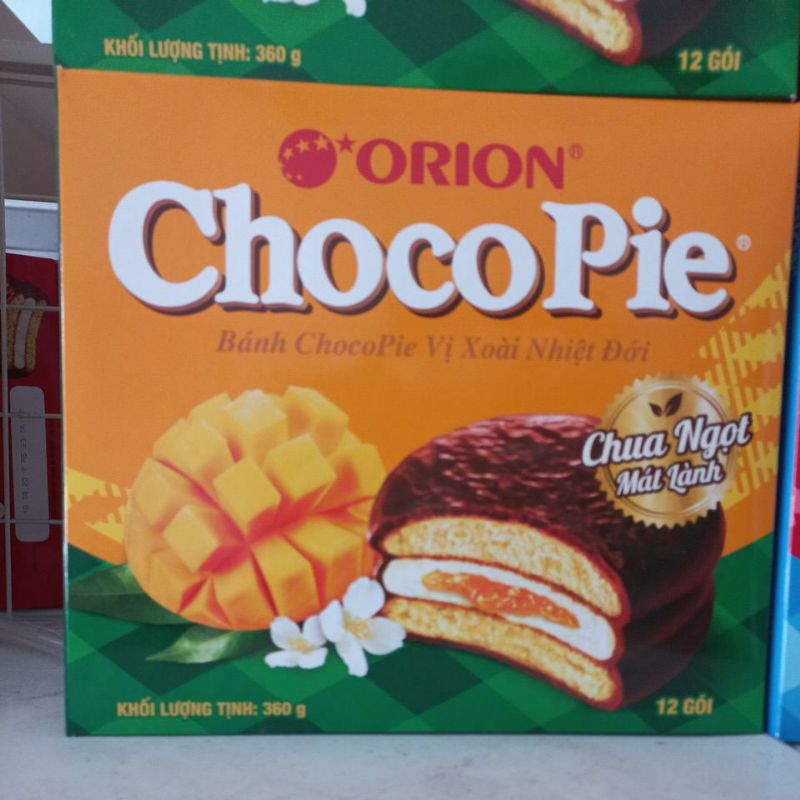 KHỐI LƯỢNG TỊNH: 360 g
12 GÓI
ORION®
ChocoPie®
Bánh ChocoPie Vị Xoài Nhiệt Đới
Chua Ngọt
Mát Lành
KHỐI LƯỢNG TỊNH: 360 g
12 GÓI